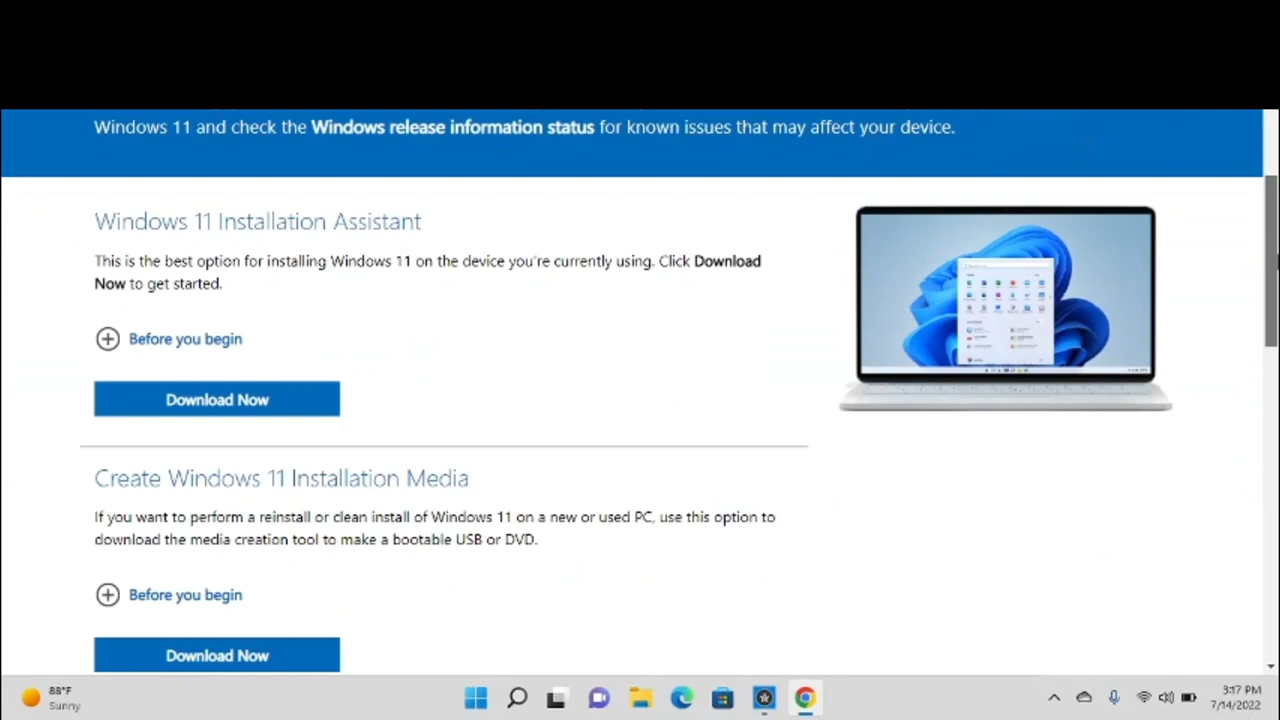 Windows 11 and check the Windows release information status for known issues that may affect your device.
Windows 11 Installation Assistant
This is the best option for installing Windows 11 on the device you're currently using. Click Download
Now to get started.
Before you begin
Download Now
Create Windows 11 Installation Media
If you want to perform a reinstall or clean install of Windows 11 on a new or used PC, use this option to
download the media creation tool to make a bootable USB or DVD.
Before you begin
Download Now
88°F
Sunny
3:17 PM
7/14/2022